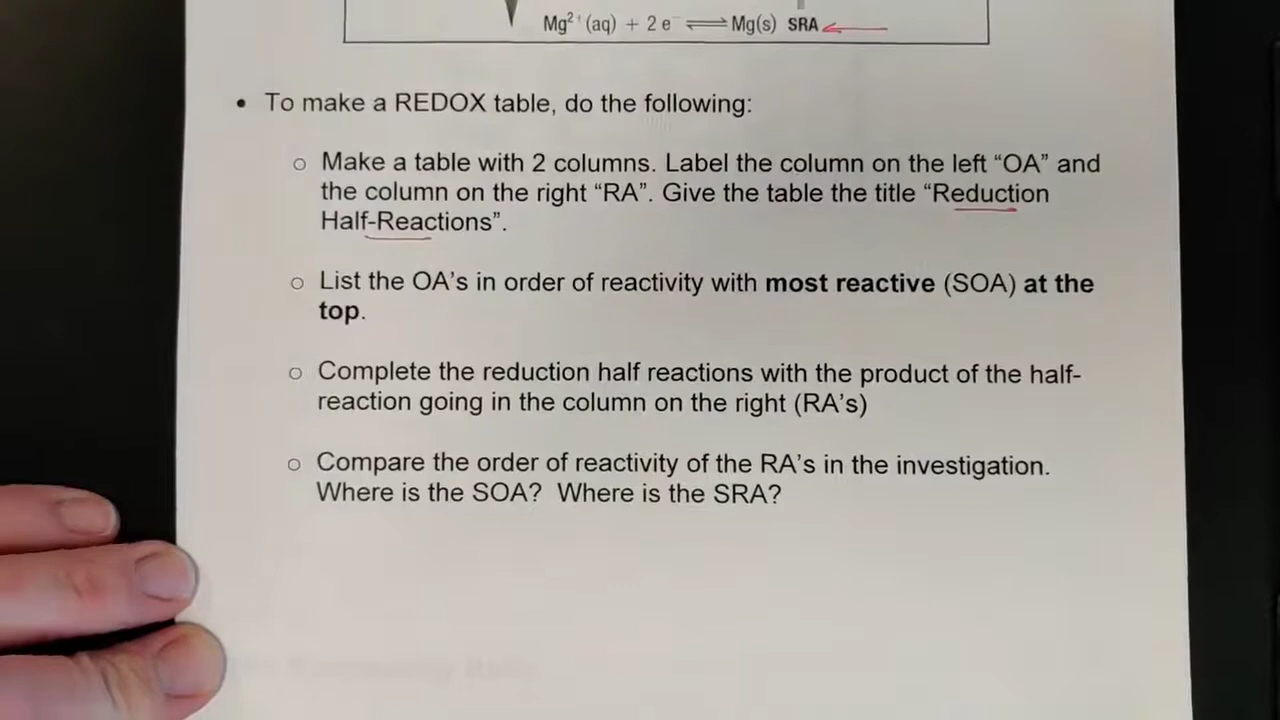 Mg²⁺(aq) + 2 e⁻ ⇌ Mg(s) SRA
• To make a REDOX table, do the following:
○ Make a table with 2 columns. Label the column on the left “OA” and
the column on the right “RA”. Give the table the title “Reduction
Half-Reactions”.
○ List the OA’s in order of reactivity with most reactive (SOA) at the
top.
○ Complete the reduction half reactions with the product of the half-
reaction going in the column on the right (RA’s)
○ Compare the order of reactivity of the RA’s in the investigation.
Where is the SOA? Where is the SRA?